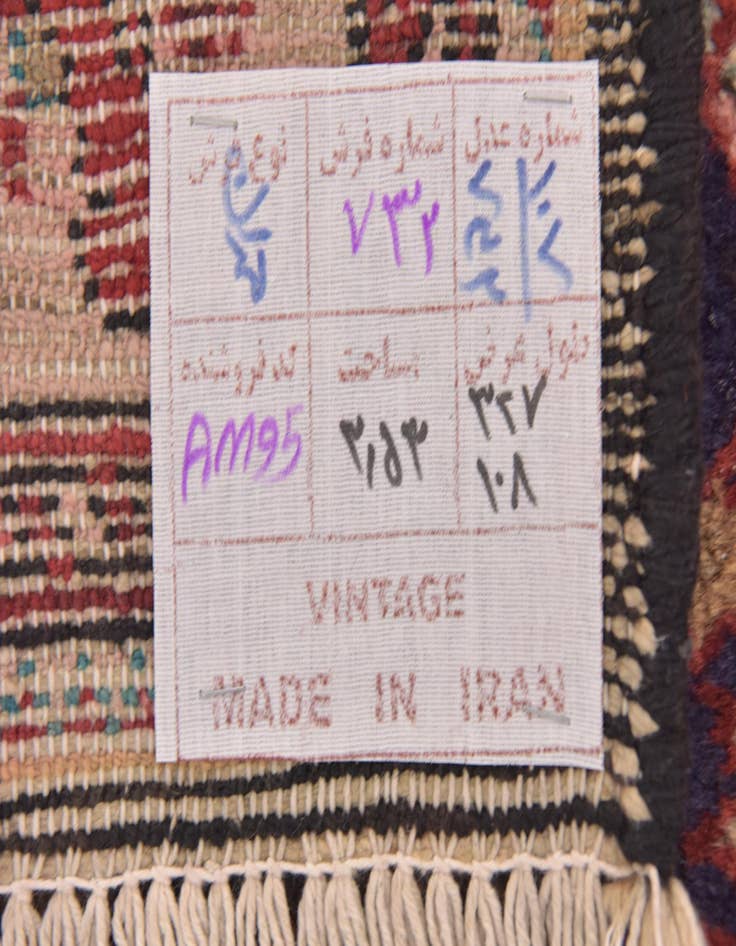 شماره عدل
شماره فرش
نوع فرش
۷۳۲
طول عرض
مساحت
کد فروشنده
۳۲۷
۱۰۸
۳,۵۳
AM95
VINTAGE
MADE IN IRAN